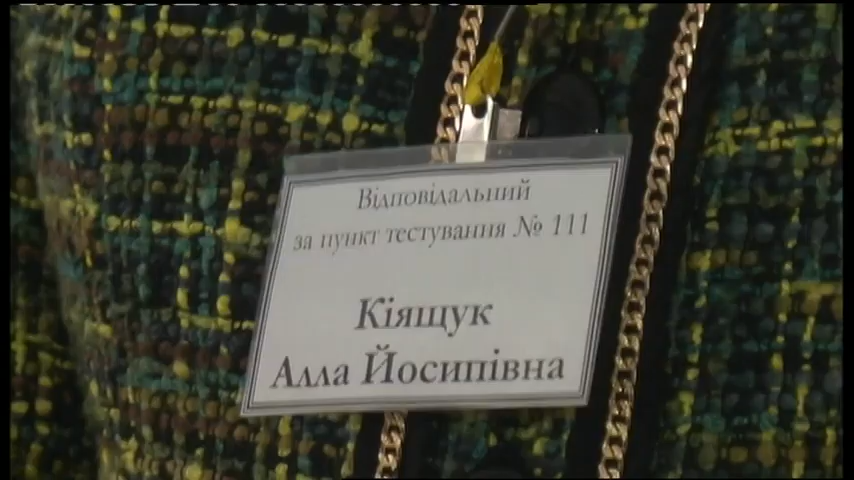 Відповідальний
за пункт тестування № 111
Кіящук
Алла Йосипівна